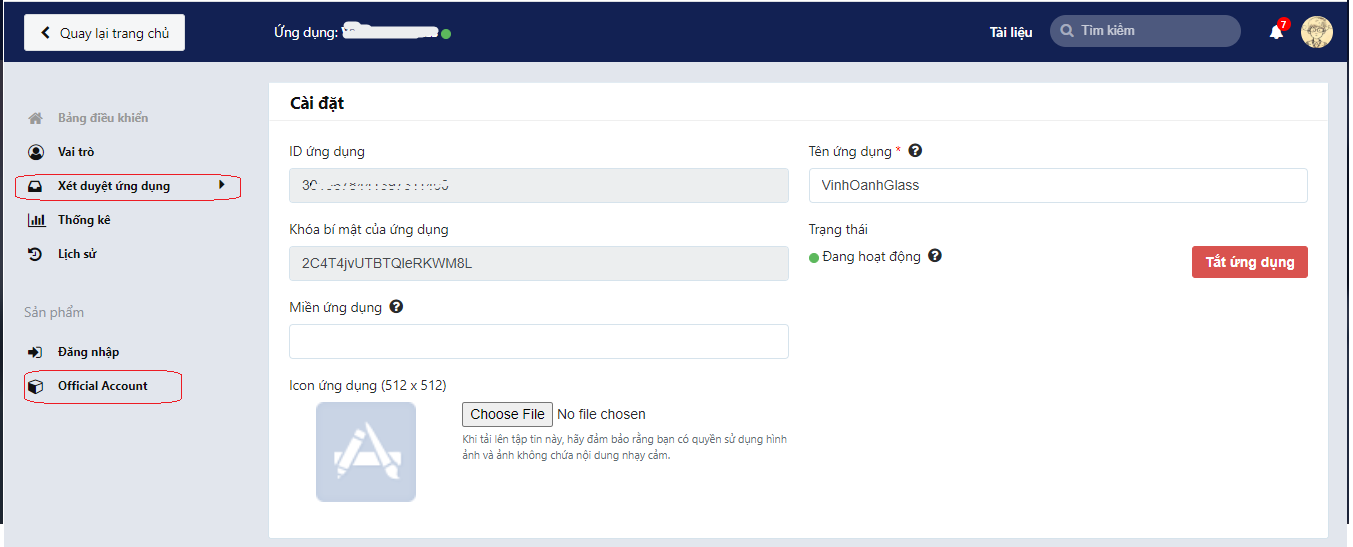 Quay lại trang chủ
Ứng dụng:
Tài liệu
Tìm kiếm
7
Bảng điều khiển
Vai trò
Xét duyệt ứng dụng
Thống kê
Lịch sử
Sản phẩm
Đăng nhập
Official Account
Cài đặt
ID ứng dụng
Tên ứng dụng *
VinhOanhGlass
Khóa bí mật của ứng dụng
Trạng thái
2C4T4jvUTBTQIeRKWM8L
Đang hoạt động
Tắt ứng dụng
Miền ứng dụng
Icon ứng dụng (512 x 512)
Choose File No file chosen
Khi tải lên tập tin này, hãy đảm bảo rằng bạn có quyền sử dụng hình
ảnh và ảnh không chứa nội dung nhạy cảm.